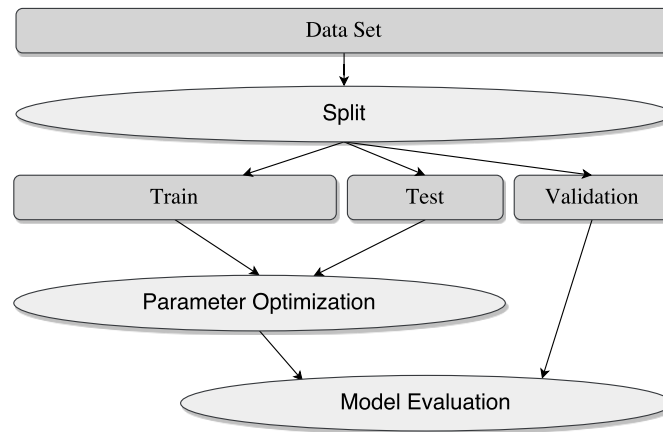 Data Set
Split
Train
Test
Validation
Parameter Optimization
Model Evaluation